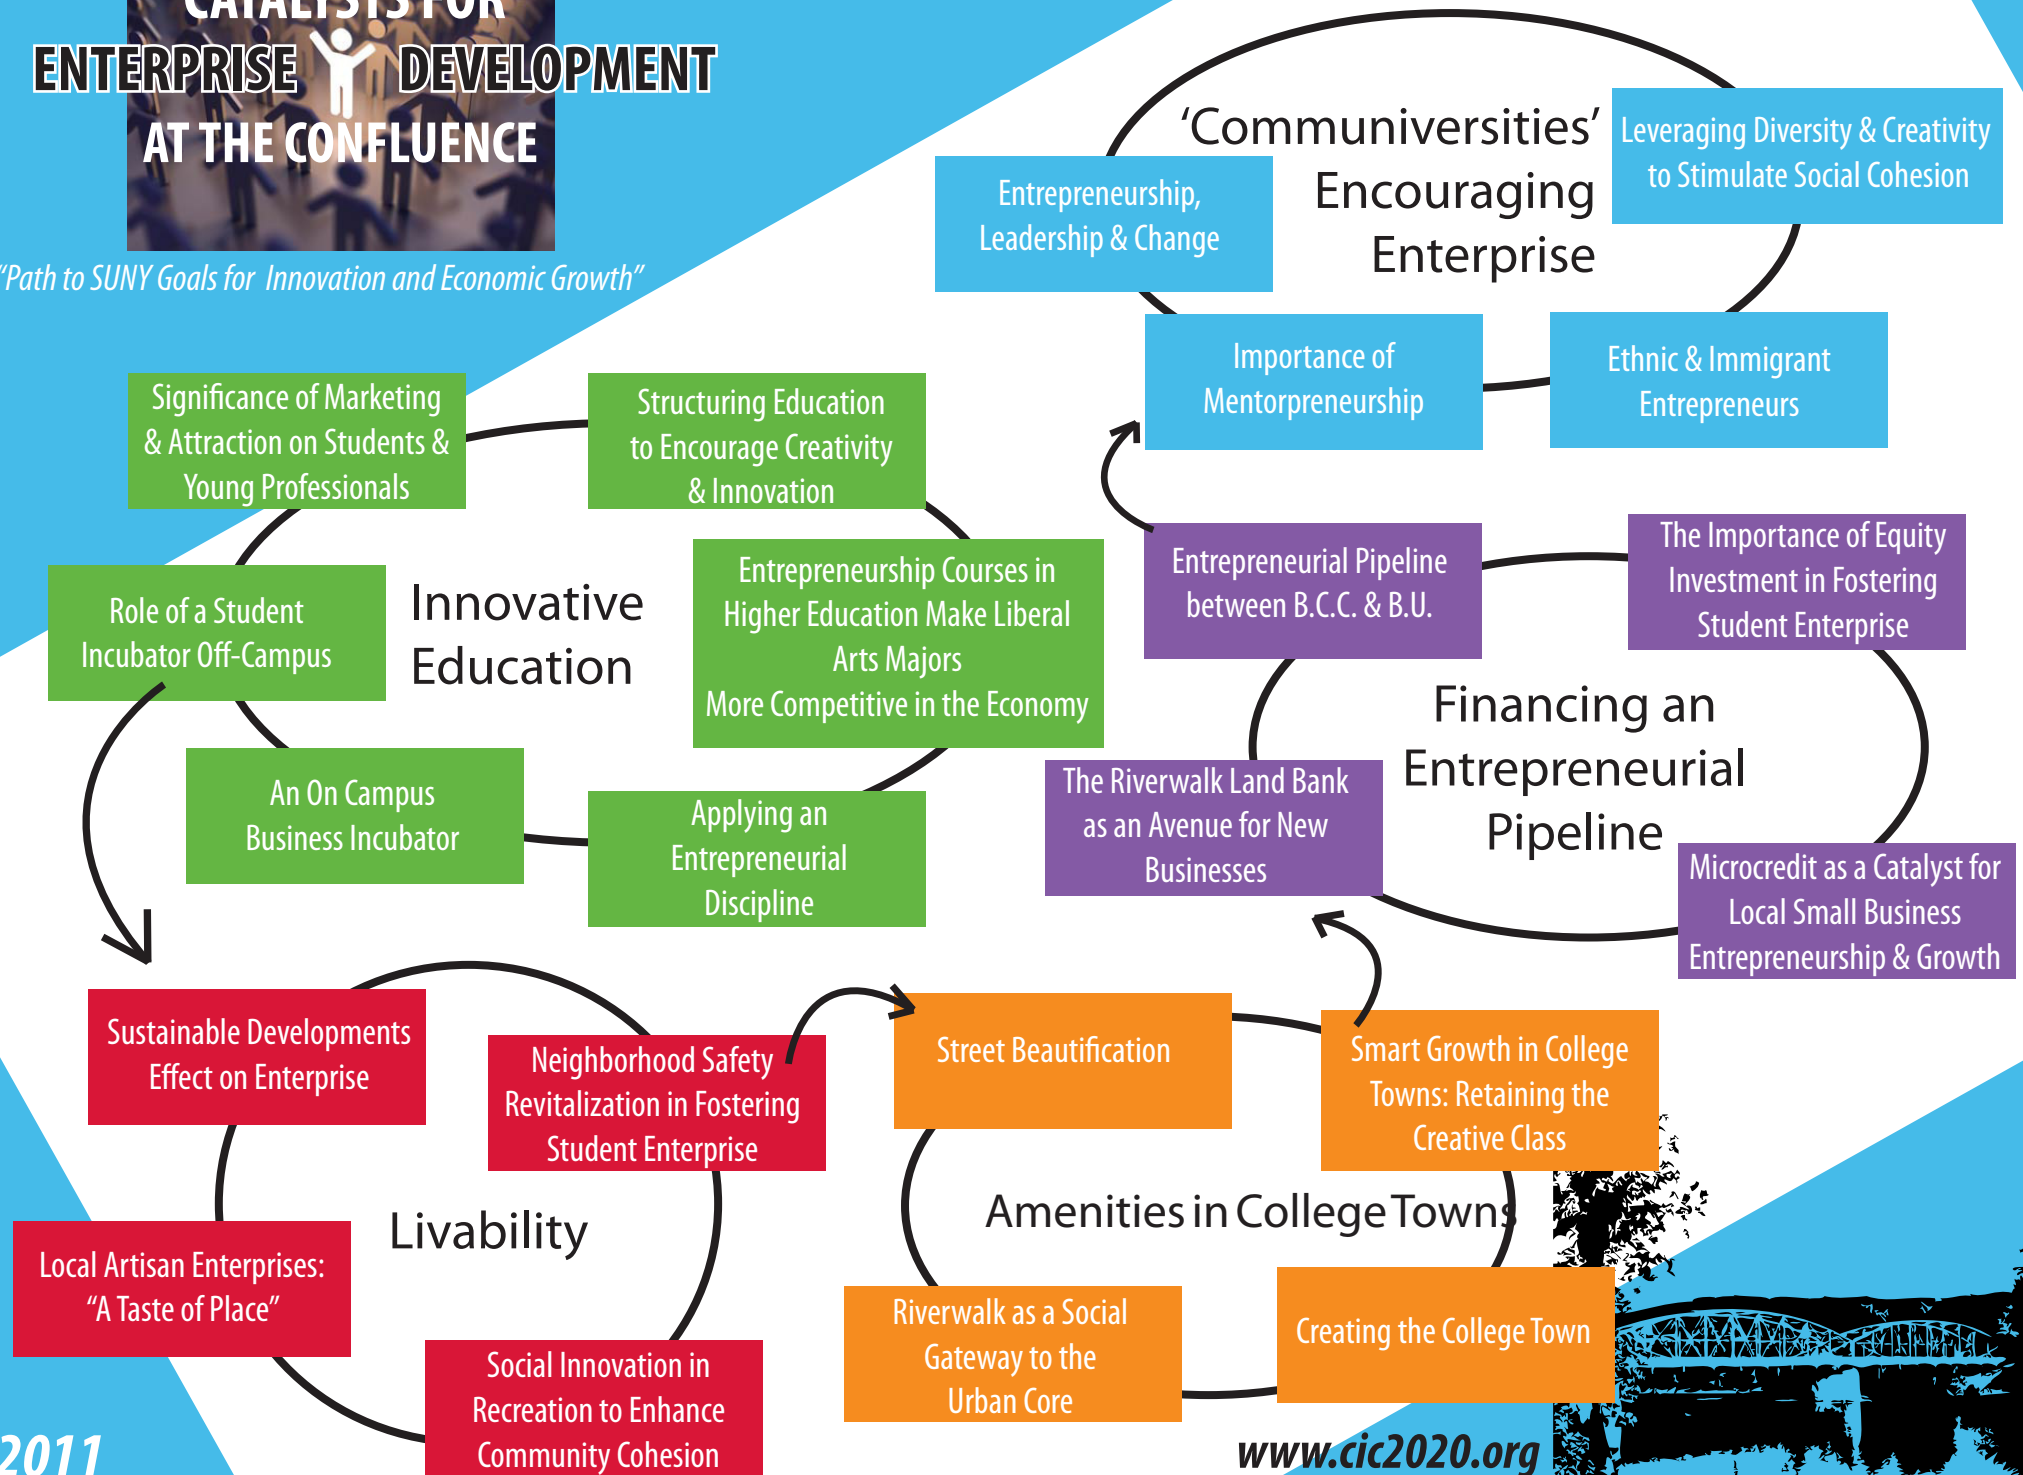 CATALYSTS FOR
ENTERPRISE DEVELOPMENT
AT THE CONFLUENCE
“Path to SUNY Goals for Innovation and Economic Growth”
‘Communiversities’
Encouraging
Enterprise
Leveraging Diversity & Creativity
to Stimulate Social Cohesion
Entrepreneurship,
Leadership & Change
Importance of
Mentorpreneurship
Ethnic & Immigrant
Entrepreneurs
Significance of Marketing
& Attraction on Students &
Young Professionals
Structuring Education
to Encourage Creativity
& Innovation
Role of a Student
Incubator Off-Campus
Innovative
Education
Entrepreneurship Courses in
Higher Education Make Liberal
Arts Majors
More Competitive in the Economy
An On Campus
Business Incubator
Applying an
Entrepreneurial
Discipline
Entrepreneurial Pipeline
between B.C.C. & B.U.
The Importance of Equity
Investment in Fostering
Student Enterprise
Financing an
Entrepreneurial
Pipeline
The Riverwalk Land Bank
as an Avenue for New
Businesses
Microcredit as a Catalyst for
Local Small Business
Entrepreneurship & Growth
Sustainable Developments
Effect on Enterprise
Neighborhood Safety
Revitalization in Fostering
Student Enterprise
Livability
Local Artisan Enterprises:
“A Taste of Place”
Social Innovation in
Recreation to Enhance
Community Cohesion
Street Beautification
Smart Growth in College
Towns: Retaining the
Creative Class
Amenities in College Towns
Riverwalk as a Social
Gateway to the
Urban Core
Creating the College Town
2011
www.cic2020.org